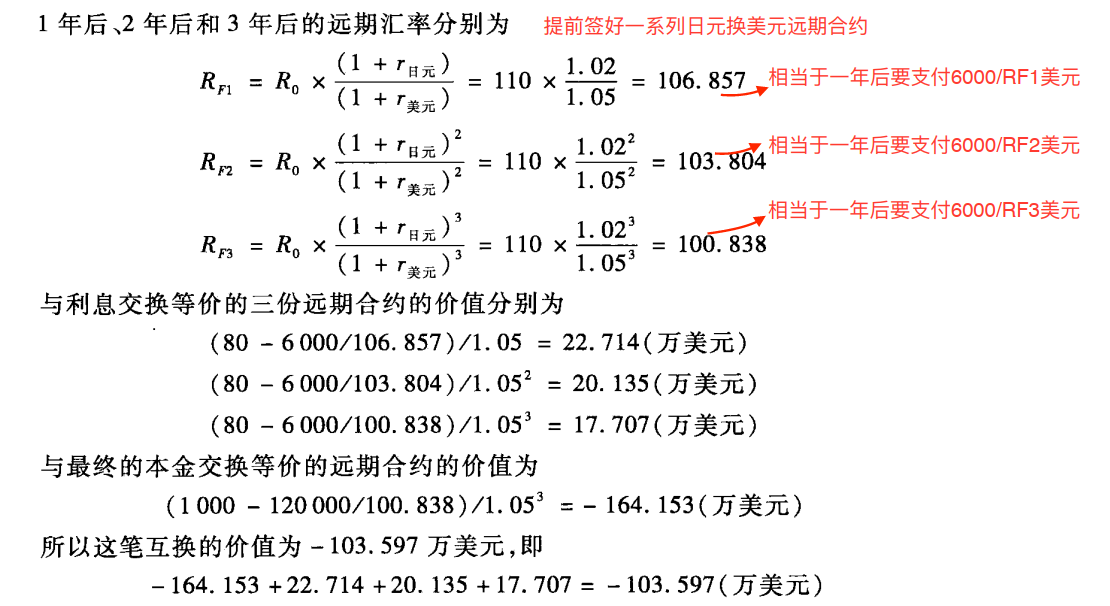 1 年后、2 年后和 3 年后的远期汇率分别为 提前签好一系列日元换美元远期合约
R_{F1} = R_0 × (1 + r_{日元}) / (1 + r_{美元}) = 110 × 1.02 / 1.05 = 106.857 相当于一年后要支付6000/RF1美元
R_{F2} = R_0 × (1 + r_{日元})^2 / (1 + r_{美元})^2 = 110 × 1.02^2 / 1.05^2 = 103.804 相当于一年后要支付6000/RF2美元
R_{F3} = R_0 × (1 + r_{日元})^3 / (1 + r_{美元})^3 = 110 × 1.02^3 / 1.05^3 = 100.838 相当于一年后要支付6000/RF3美元
与利息交换等价的三份远期合约的价值分别为
(80 - 6 000/106.857)/1.05 = 22.714(万美元)
(80 - 6 000/103.804)/1.05^2 = 20.135(万美元)
(80 - 6 000/100.838)/1.05^3 = 17.707(万美元)
与最终的本金交换等价的远期合约的价值为
(1 000 - 120 000/100.838)/1.05^3 = - 164.153(万美元)
所以这笔互换的价值为 -103.597 万美元,即
-164.153 +22.714 +20.135 +17.707 = -103.597(万美元)